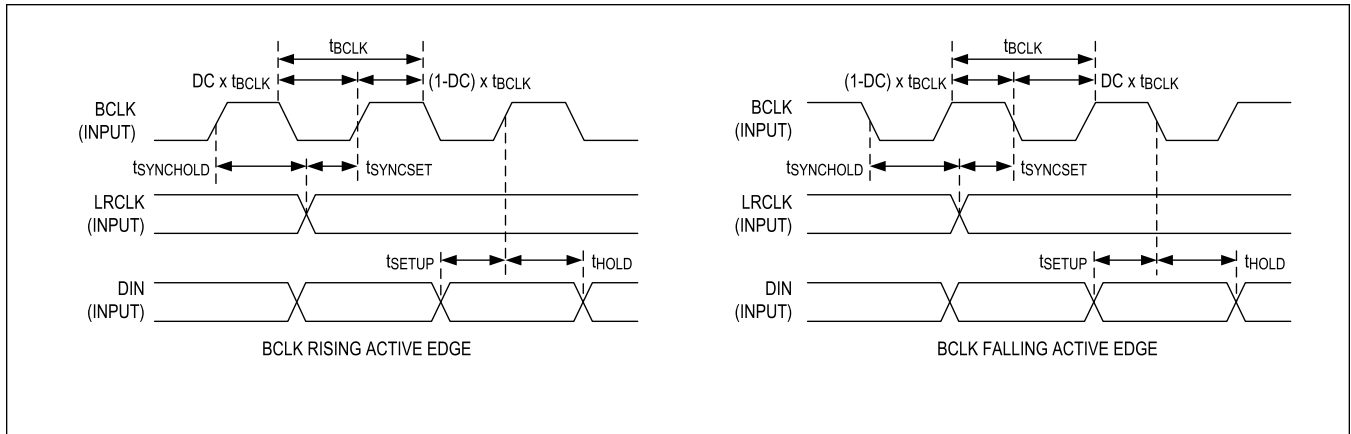 tBCLK
DC x tBCLK
(1-DC) x tBCLK
BCLK
(INPUT)
tSYNCHOLD
tSYNCSET
LRCLK
(INPUT)
tSETUP
tHOLD
DIN
(INPUT)
BCLK RISING ACTIVE EDGE
tBCLK
(1-DC) x tBCLK
DC x tBCLK
BCLK
(INPUT)
tSYNCHOLD
tSYNCSET
LRCLK
(INPUT)
tSETUP
tHOLD
DIN
(INPUT)
BCLK FALLING ACTIVE EDGE